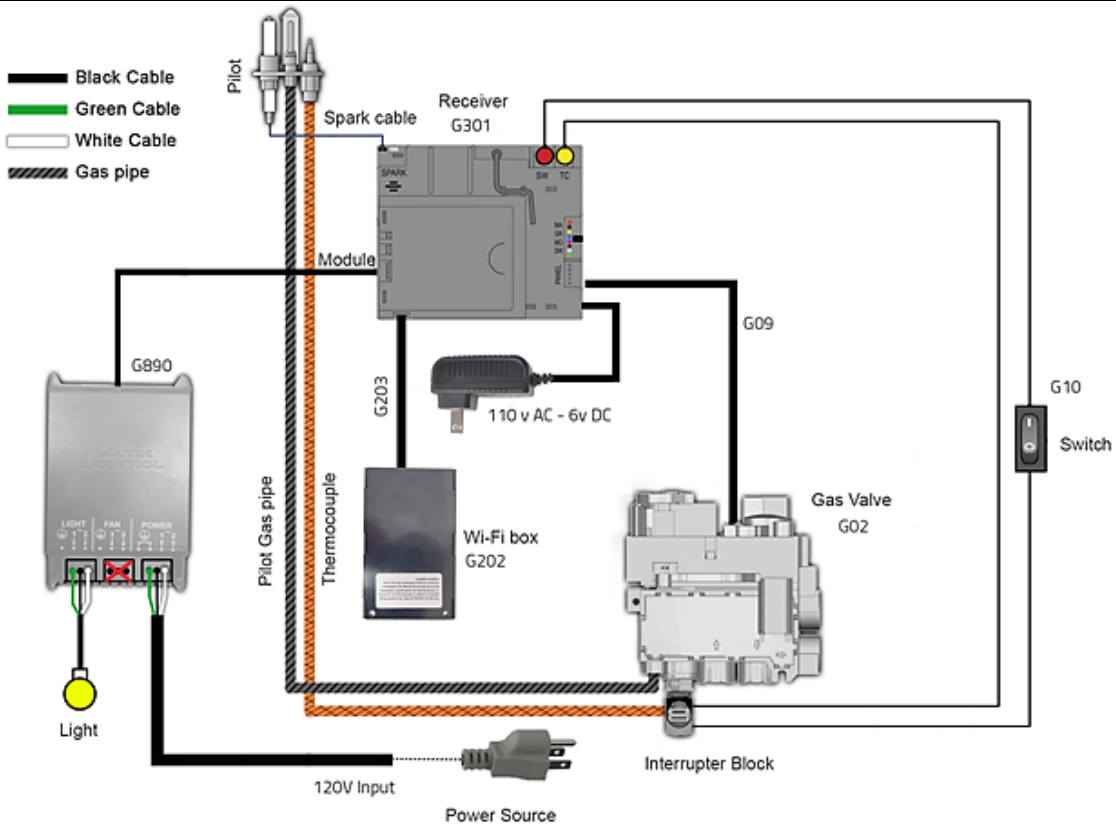 Black Cable
Green Cable
White Cable
Gas pipe
Pilot
Spark cable
Receiver
G301
SPARK
SW TC
PANEL
Module
G890
G203
110 v AC - 6v DC
G09
G10
Switch
Pilot Gas pipe
Thermocouple
Wi-Fi box
G202
Gas Valve
G02
LIGHT FAN POWER
Light
Interrupter Block
120V Input
Power Source